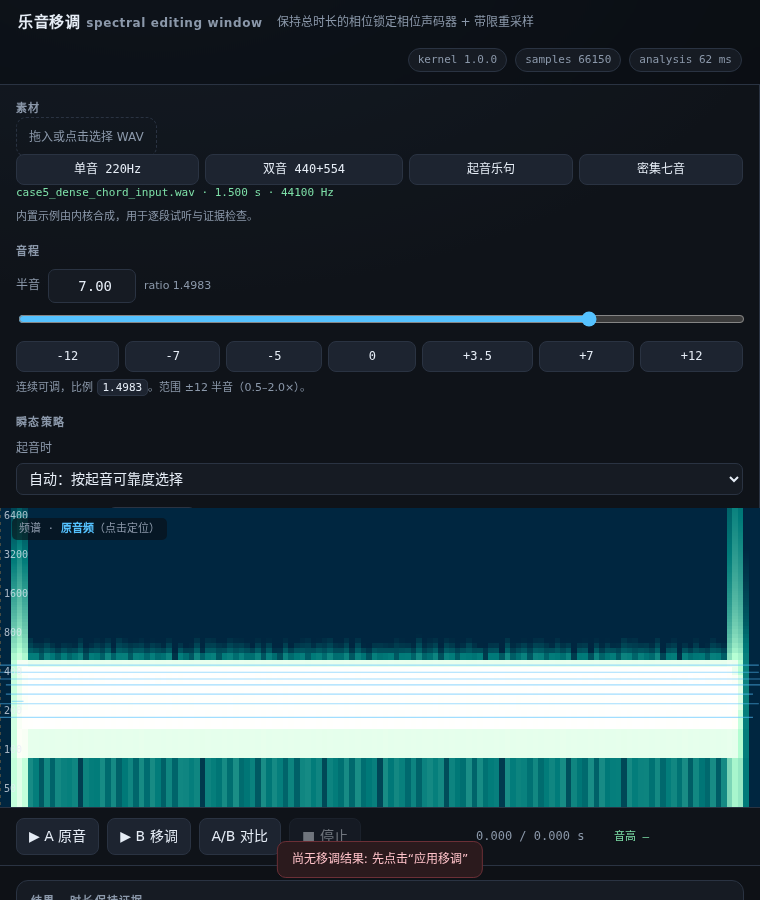 乐音移调 spectral editing window 保持总时长的相位锁定相位声码器 + 带限重采样
kernel 1.0.0 samples 66150 analysis 62 ms
素材
拖入或点击选择 WAV
单音 220Hz 双音 440+554 起音乐句 密集七音
case5_dense_chord_input.wav · 1.500 s · 44100 Hz
内置示例由内核合成，用于逐段试听与证据检查。
音程
半音 7.00 ratio 1.4983
-12 -7 -5 0 +3.5 +7 +12
连续可调，比例 1.4983。范围 ±12 半音（0.5–2.0×）。
瞬态策略
起音时
自动：按起音可靠度选择
6400
频谱 · 原音频（点击定位）
3200
1600
800
▶ A 原音 ▶ B 移调 A/B 对比 ■ 停止 0.000 / 0.000 s 音高 —
尚无移调结果: 先点击“应用移调”